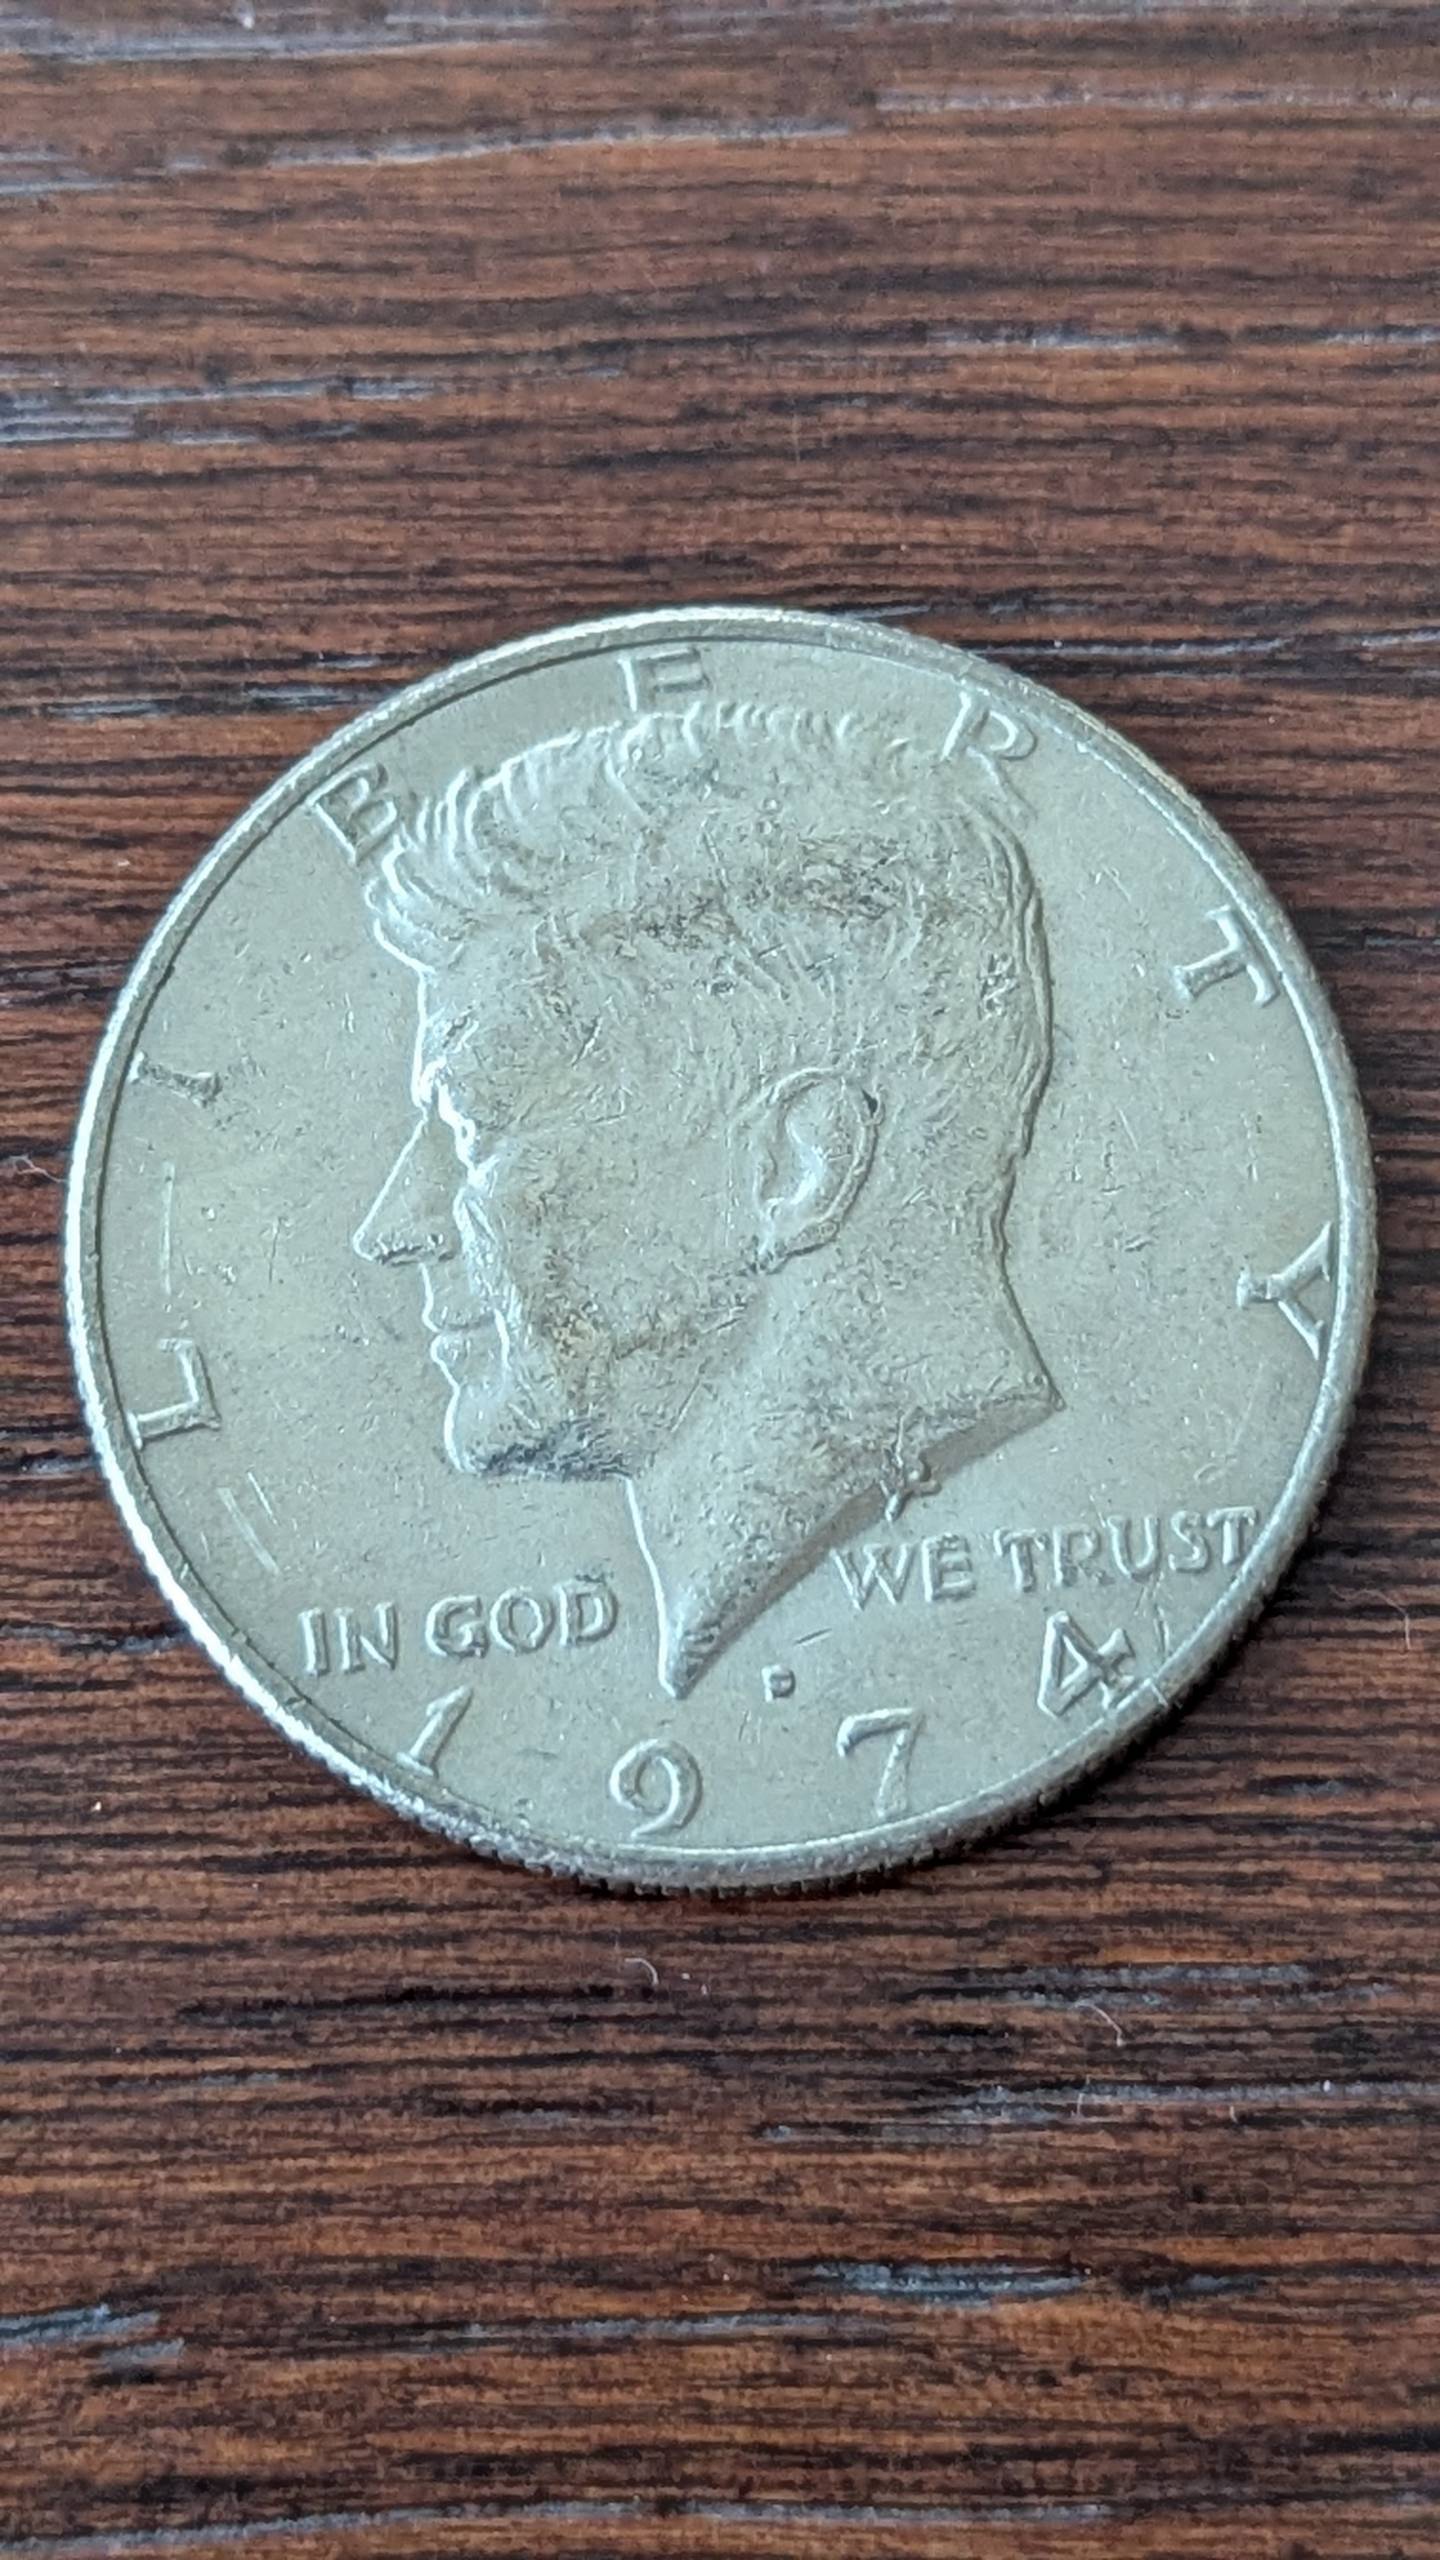 LIBERTY
IN GOD WE TRUST
D
1974